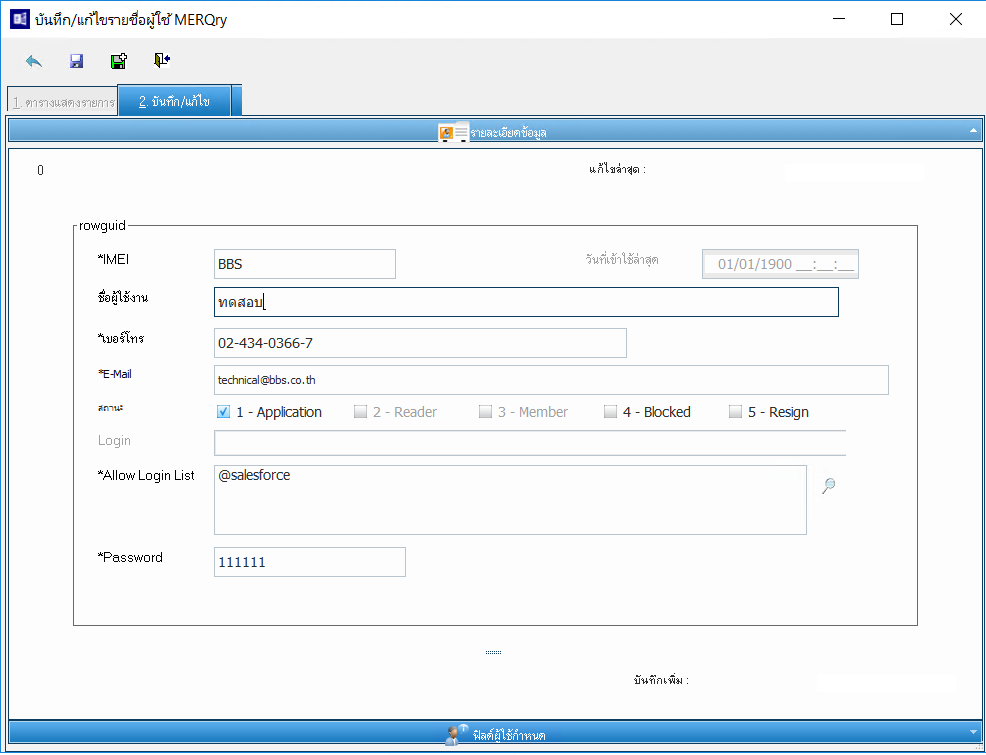 บันทึก/แก้ไขรายชื่อผู้ใช้ MERQry
1. ตารางแสดงรายการ 2. บันทึก/แก้ไข
รายละเอียดข้อมูล
0 แก้ไขล่าสุด :
rowguid
*IMEI BBS วันที่เข้าใช้ล่าสุด 01/01/1900 __:__:__
ชื่อผู้ใช้งาน ทดสอบ
*เบอร์โทร 02-434-0366-7
*E-Mail technical@bbs.co.th
สถานะ 1 - Application 2 - Reader 3 - Member 4 - Blocked 5 - Resign
Login
*Allow Login List @salesforce
*Password 111111
บันทึกเพิ่ม :
ฟิลด์ผู้ใช้กำหนด